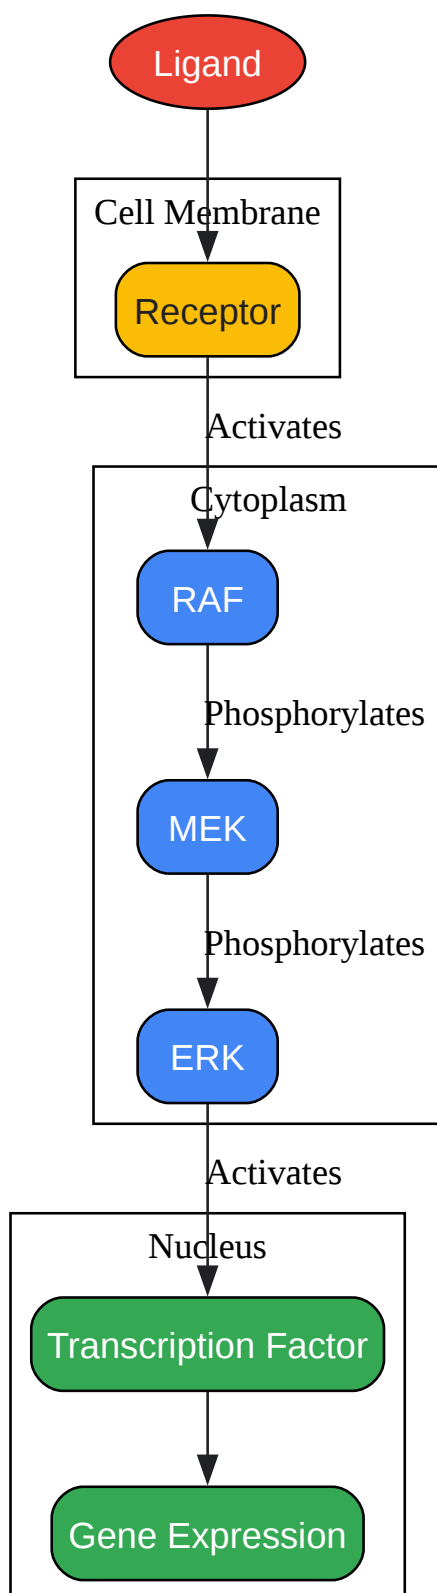 Ligand
Cell Membrane
Receptor
Activates
Cytoplasm
RAF
Phosphorylates
MEK
Phosphorylates
ERK
Activates
Nucleus
Transcription Factor
Gene Expression